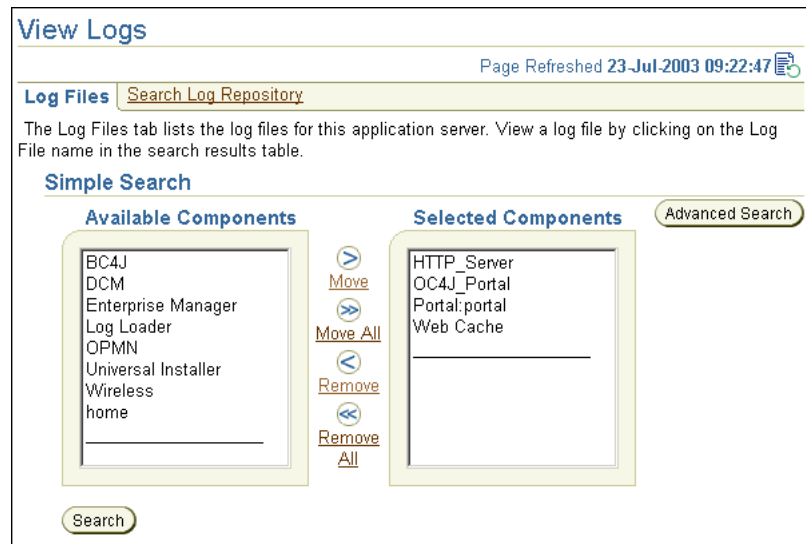 View Logs
Page Refreshed 23-Jul-2003 09:22:47
Log Files Search Log Repository
The Log Files tab lists the log files for this application server. View a log file by clicking on the Log
File name in the search results table.
Simple Search
Advanced Search
Available Components
BC4J
DCM
Enterprise Manager
Log Loader
OPMN
Universal Installer
Wireless
home
Move
Move All
Remove
Remove
All
Selected Components
HTTP_Server
OC4J_Portal
Portal:portal
Web Cache
Search